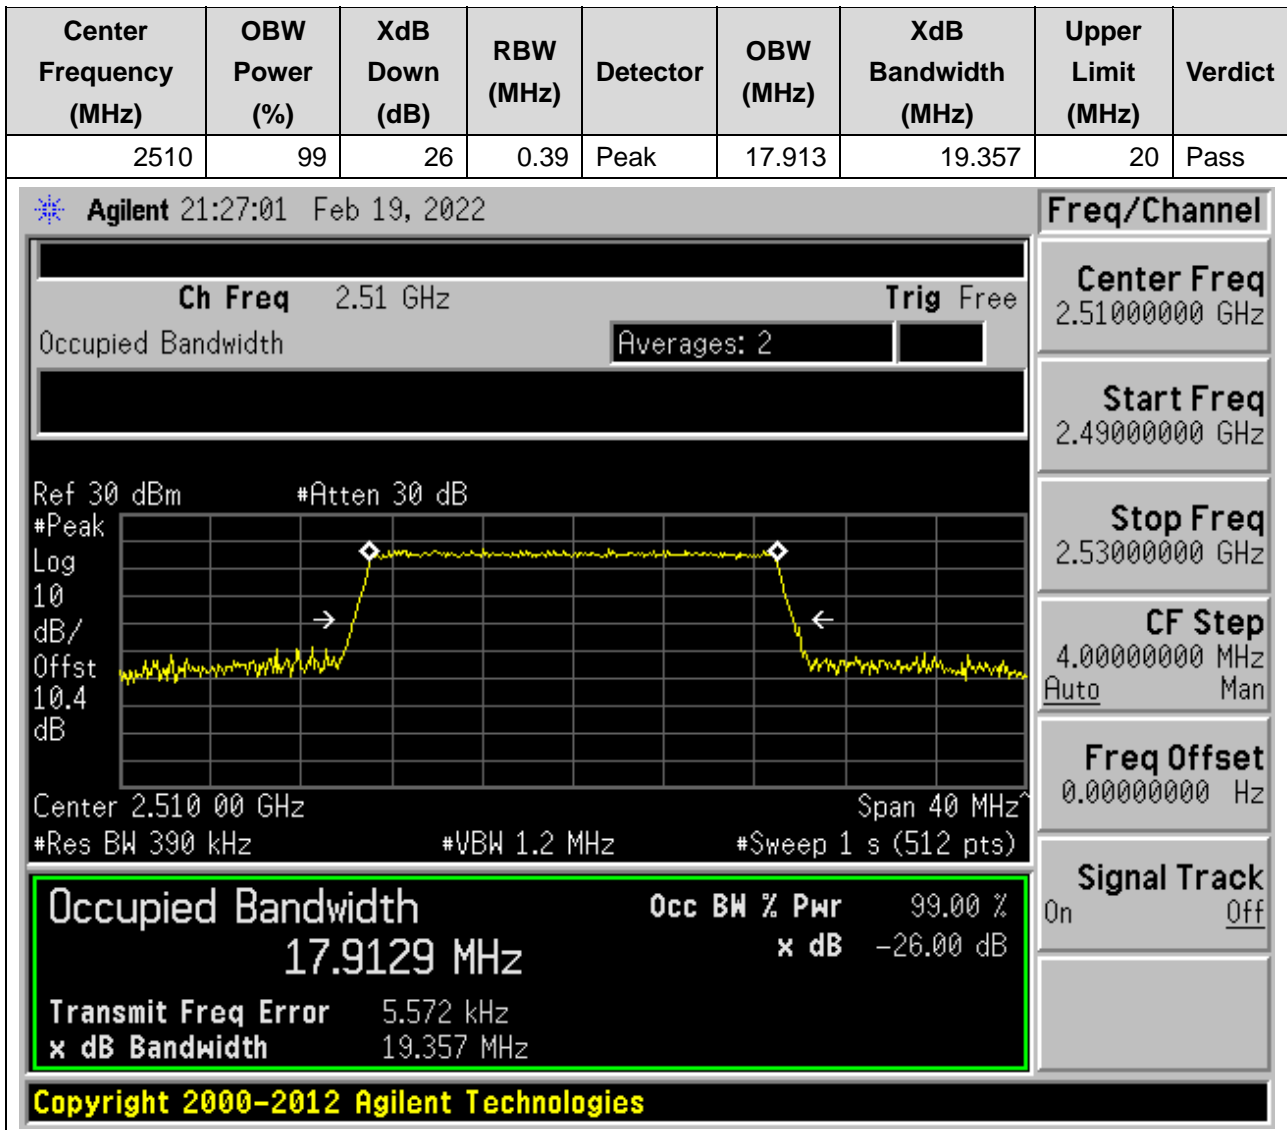 Center Frequency (MHz) OBW Power (%) XdB Down (dB) RBW (MHz) Detector OBW (MHz) XdB Bandwidth (MHz) Upper Limit (MHz) Verdict
2510 99 26 0.39 Peak 17.913 19.357 20 Pass
Agilent 21:27:01 Feb 19, 2022
Freq/Channel
Ch Freq 2.51 GHz Trig Free
Occupied Bandwidth Averages: 2
Center Freq
2.51000000 GHz
Start Freq
2.49000000 GHz
Stop Freq
2.53000000 GHz
CF Step
4.00000000 MHz
Auto Man
Freq Offset
0.00000000 Hz
Signal Track
On Off
Ref 30 dBm #Atten 30 dB
#Peak
Log
10
dB/
Offst
10.4
dB
Center 2.510 00 GHz Span 40 MHz^
#Res BW 390 kHz #VBW 1.2 MHz #Sweep 1 s (512 pts)
Occupied Bandwidth Occ BW % Pwr 99.00 %
17.9129 MHz x dB -26.00 dB
Transmit Freq Error 5.572 kHz
x dB Bandwidth 19.357 MHz
Copyright 2000-2012 Agilent Technologies